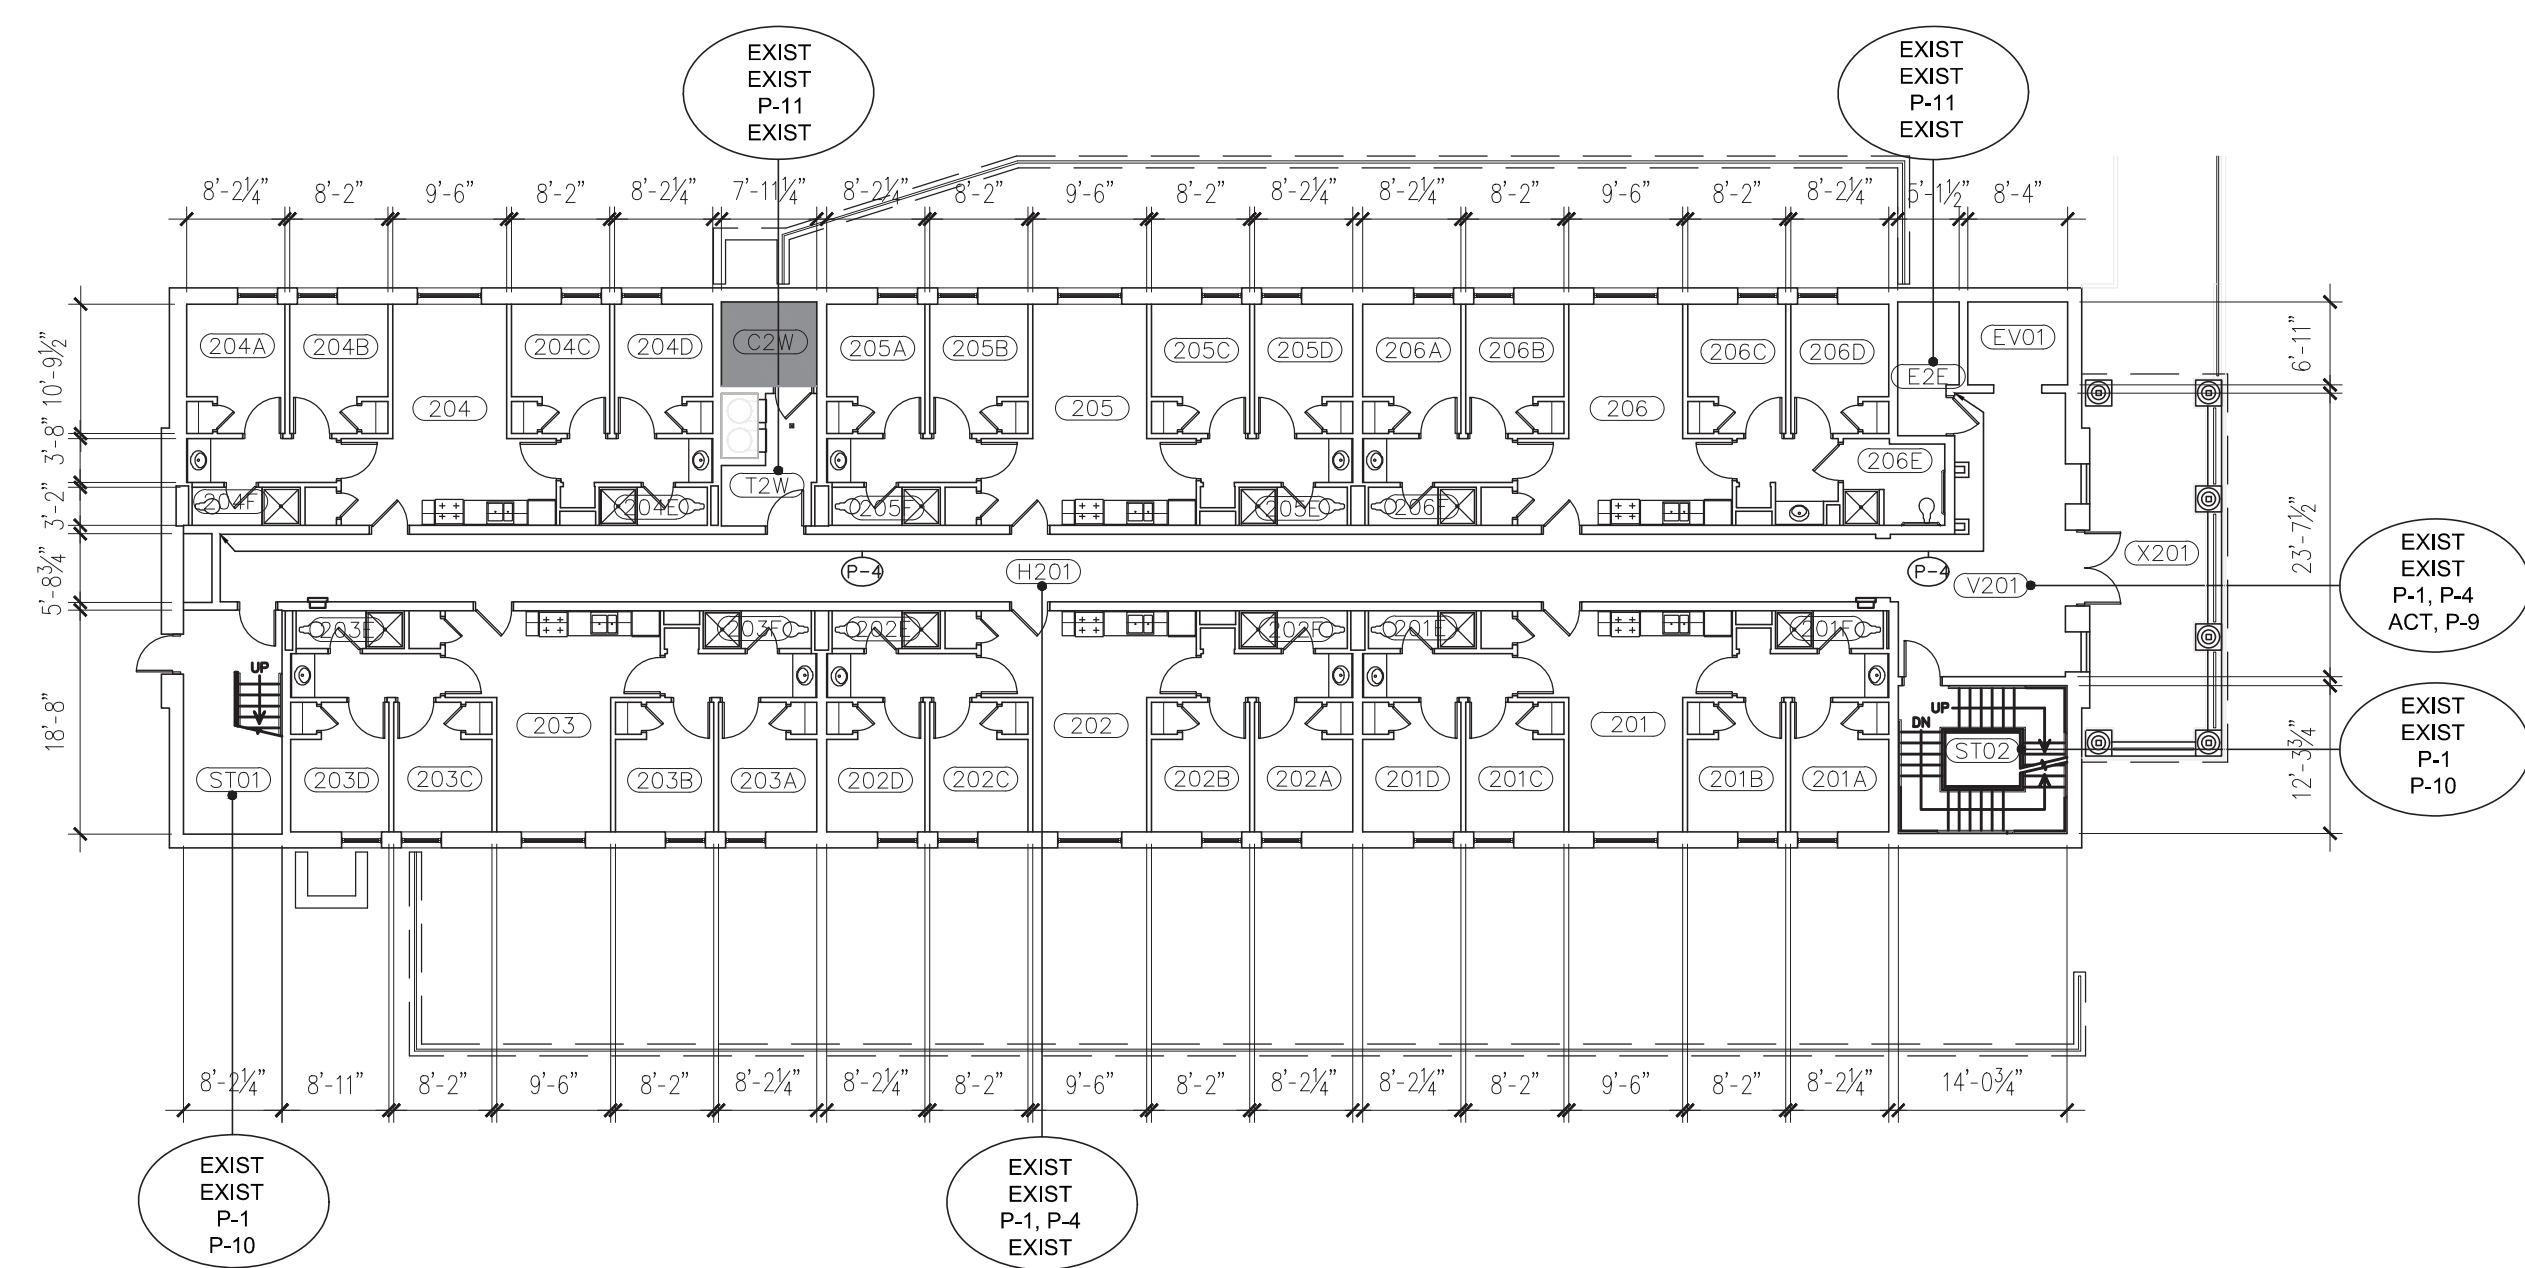 EXIST
EXIST
P-11
EXIST
EXIST
EXIST
P-11
EXIST
8'-2¼" 8'-2" 9'-6" 8'-2" 8'-2¼" 7'-11¼" 8'-2¼" 8'-2" 9'-6" 8'-2" 8'-2¼" 8'-2¼" 8'-2" 9'-6" 8'-2" 8'-2¼" 5'-1½" 8'-4"
10'-9½"
3'-8"
3'-2"
5'-8¾"
18'-8"
6'-11"
23'-7½"
12'-3¾"
204A 204B 204C 204D C2W 205A 205B 205C 205D 206A 206B 206C 206D E2E EV01
204 205 206
204F T2W 204E 205F 205E 206F 206E
P-4 H201 P-4 V201 X201
203E 203F 202E 202F 201E 201F
UP
203 202 201
UP
DN
ST01 203D 203C 203B 203A 202D 202C 202B 202A 201D 201C 201B 201A ST02
EXIST
EXIST
P-1, P-4
ACT, P-9
EXIST
EXIST
P-1
P-10
8'-2¼" 8'-11" 8'-2" 9'-6" 8'-2" 8'-2¼" 8'-2¼" 8'-2" 9'-6" 8'-2" 8'-2¼" 8'-2¼" 8'-2" 9'-6" 8'-2" 8'-2¼" 14'-0¾"
EXIST
EXIST
P-1
P-10
EXIST
EXIST
P-1, P-4
EXIST